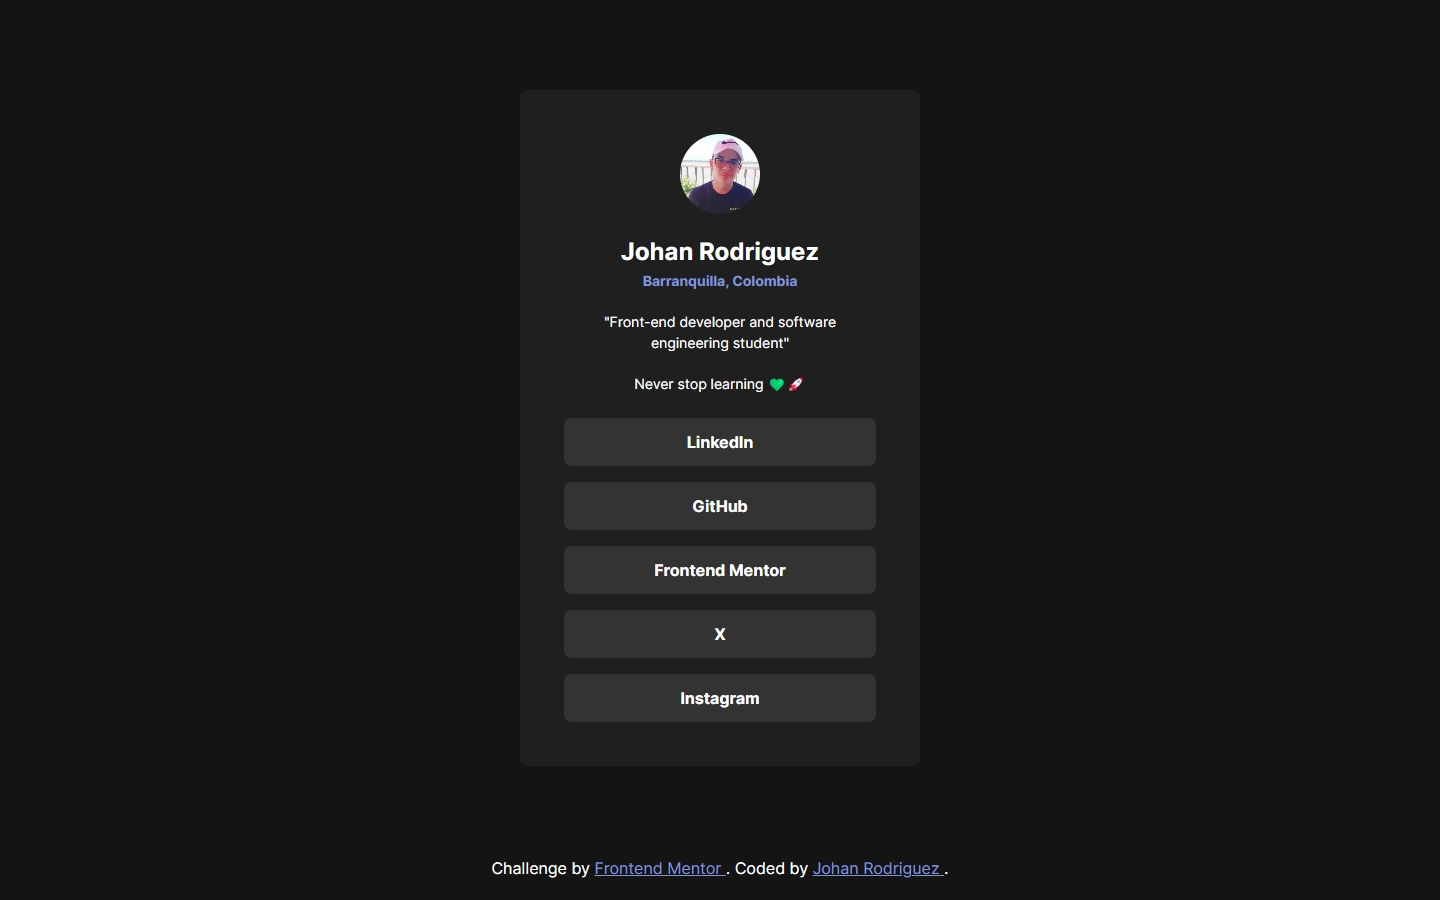 Johan Rodriguez
Barranquilla, Colombia
"Front-end developer and software
engineering student"
Never stop learning 💚 🚀
LinkedIn
GitHub
Frontend Mentor
X
Instagram
Challenge by Frontend Mentor . Coded by Johan Rodriguez .